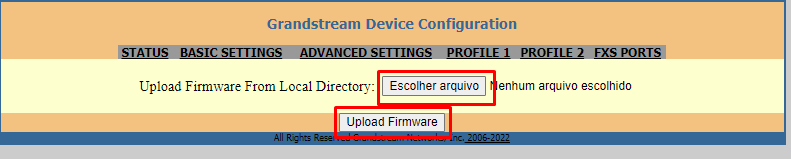 Grandstream Device Configuration
STATUS BASIC SETTINGS ADVANCED SETTINGS PROFILE 1 PROFILE 2 FXS PORTS
Upload Firmware From Local Directory: Escolher arquivo Nenhum arquivo escolhido
Upload Firmware
All Rights Reserved Grandstream Networks, Inc. 2006-2022